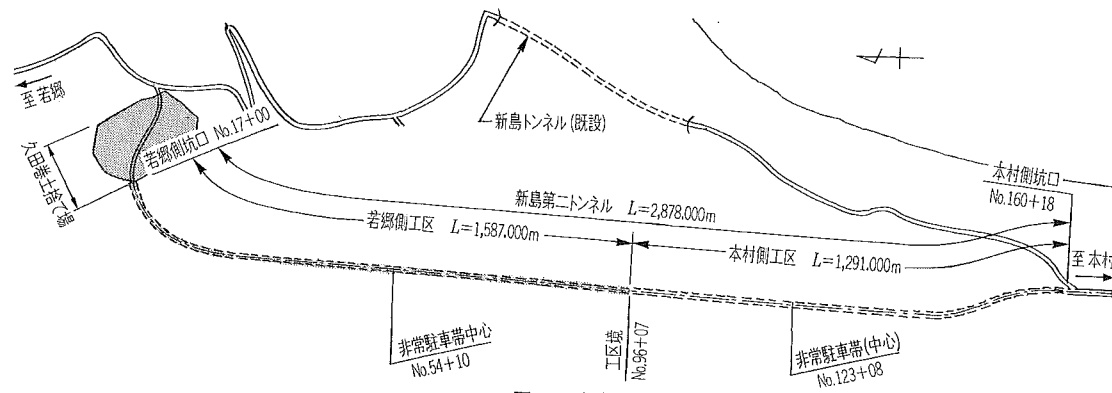 至 若郷
久田巻土捨て場
若郷側坑口 No.17+00
新島トンネル (既設)
新島第二トンネル L=2,878.000m
若郷側工区 L=1,587.000m
本村側工区 L=1,291.000m
本村側坑口
No.160+18
至 本村
非常駐車帯中心
No.54+10
工区境
No.96+07
非常駐車帯(中心)
No.123+08